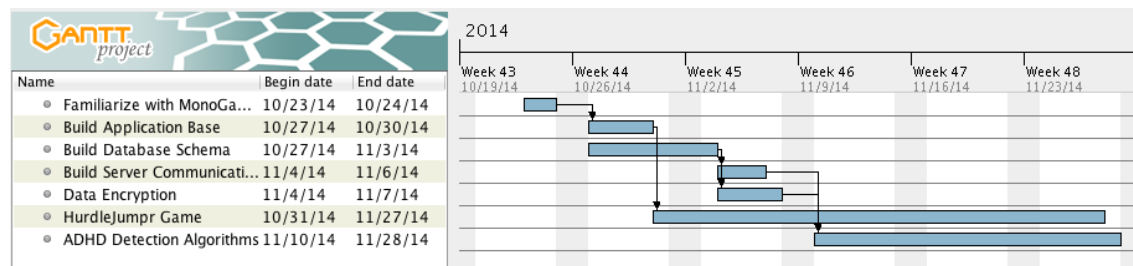 GANTT
project
2014
Week 43 Week 44 Week 45 Week 46 Week 47 Week 48
10/19/14 10/26/14 11/2/14 11/9/14 11/16/14 11/23/14
Name Begin date End date
Familiarize with MonoGa... 10/23/14 10/24/14
Build Application Base 10/27/14 10/30/14
Build Database Schema 10/27/14 11/3/14
Build Server Communicati... 11/4/14 11/6/14
Data Encryption 11/4/14 11/7/14
HurdleJumpr Game 10/31/14 11/27/14
ADHD Detection Algorithms 11/10/14 11/28/14